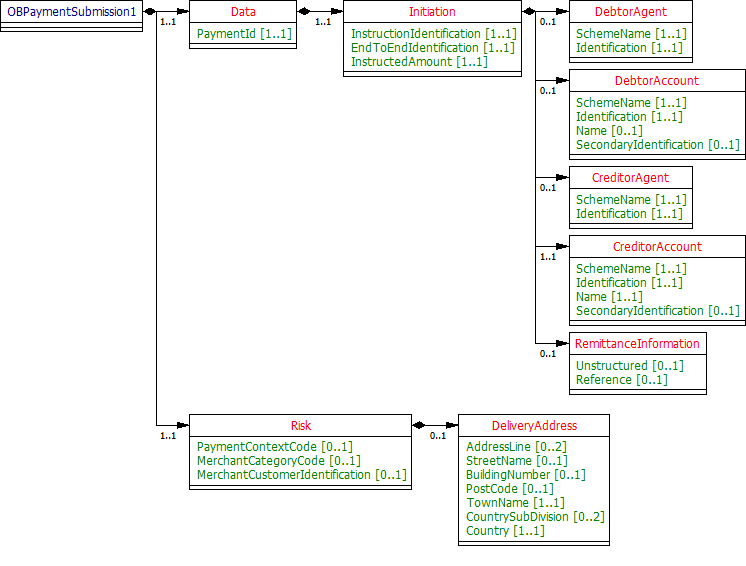 OBPaymentSubmission1
1..1
Data
PaymentId [1..1]
1..1
Initiation
InstructionIdentification [1..1]
EndToEndIdentification [1..1]
InstructedAmount [1..1]
0..1
DebtorAgent
SchemeName [1..1]
Identification [1..1]
0..1
DebtorAccount
SchemeName [1..1]
Identification [1..1]
Name [0..1]
SecondaryIdentification [0..1]
0..1
CreditorAgent
SchemeName [1..1]
Identification [1..1]
1..1
CreditorAccount
SchemeName [1..1]
Identification [1..1]
Name [1..1]
SecondaryIdentification [0..1]
0..1
RemittanceInformation
Unstructured [0..1]
Reference [0..1]
1..1
Risk
PaymentContextCode [0..1]
MerchantCategoryCode [0..1]
MerchantCustomerIdentification [0..1]
0..1
DeliveryAddress
AddressLine [0..2]
StreetName [0..1]
BuildingNumber [0..1]
PostCode [0..1]
TownName [1..1]
CountrySubDivision [0..2]
Country [1..1]